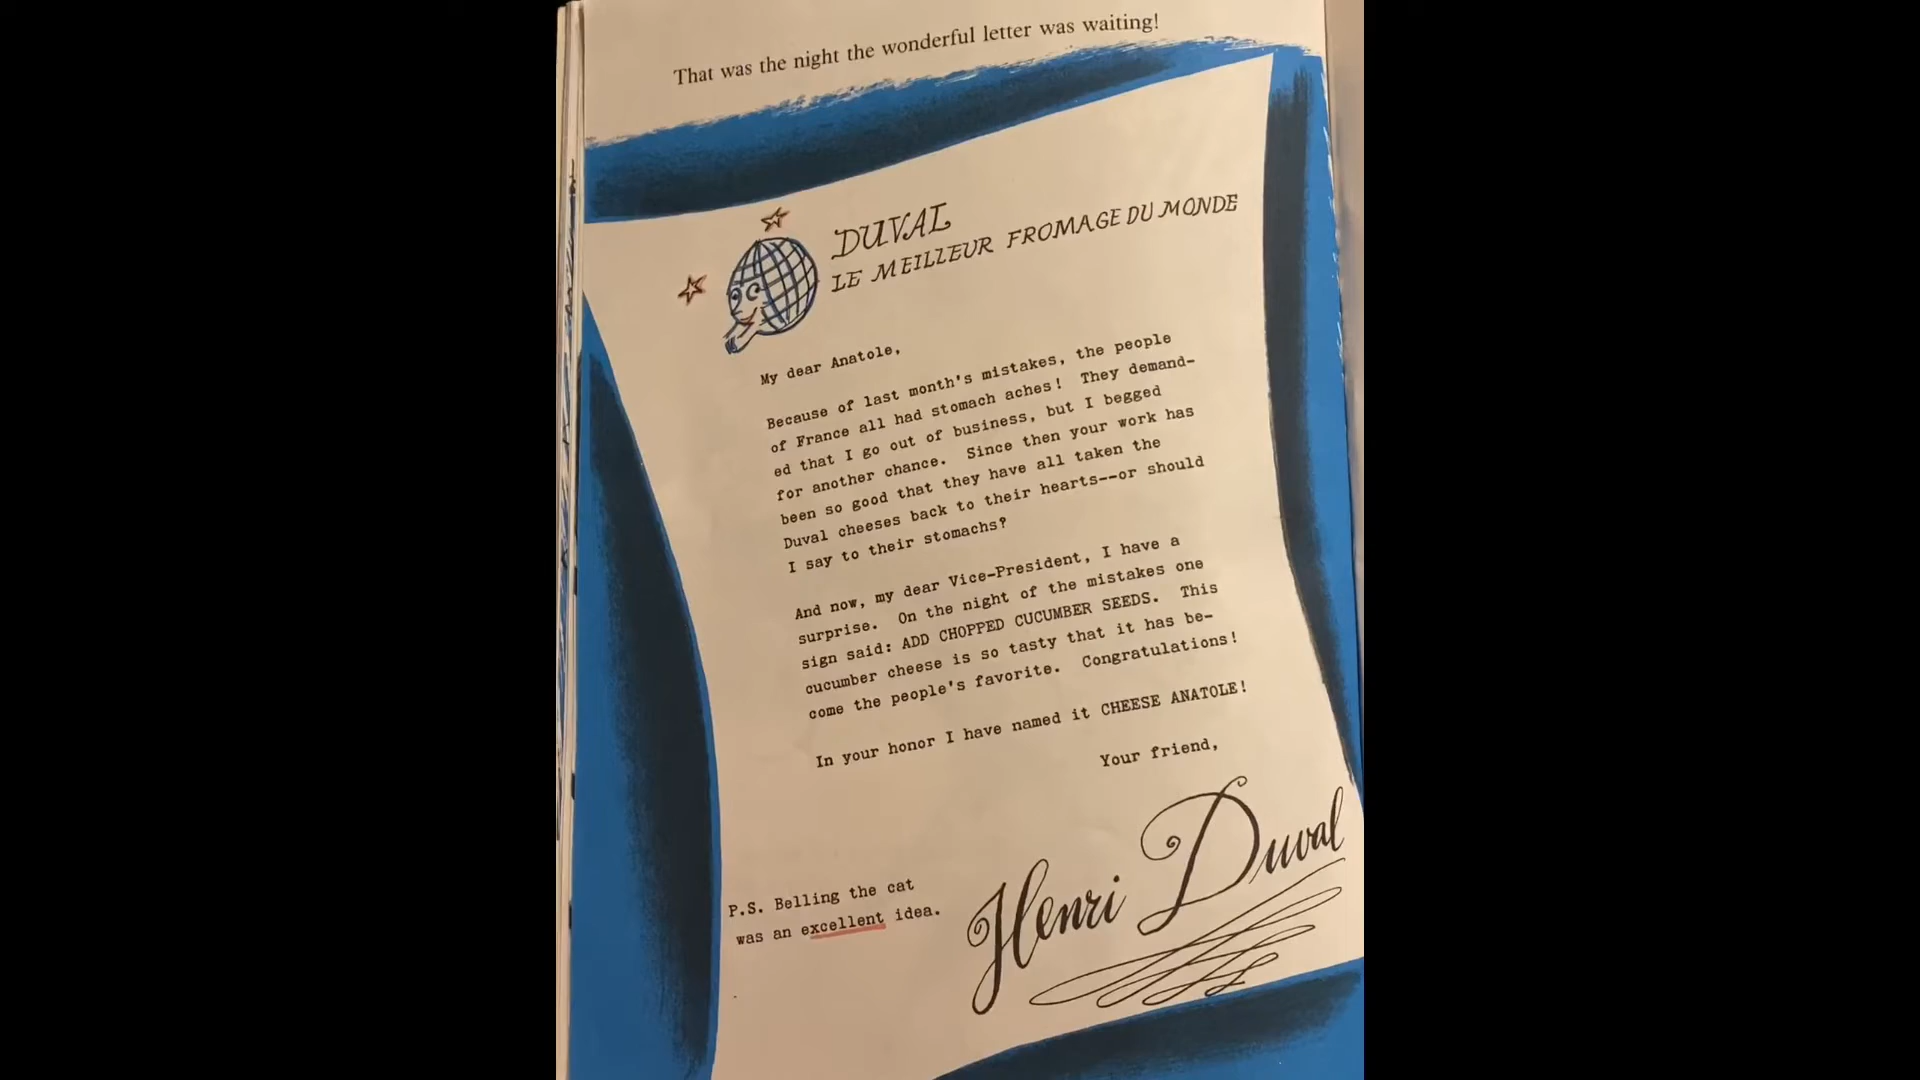 That was the night the wonderful letter was waiting!
DUVAL
LE MEILLEUR FROMAGE DU MONDE
My dear Anatole,
Because of last month's mistakes, the people
of France all had stomach aches! They demand-
ed that I go out of business, but I begged
for another chance. Since then your work has
been so good that they have all taken the
Duval cheeses back to their hearts--or should
I say to their stomachs?
And now, my dear Vice-President, I have a
surprise. On the night of the mistakes one
sign said: ADD CHOPPED CUCUMBER SEEDS. This
cucumber cheese is so tasty that it has be-
come the people's favorite. Congratulations!
In your honor I have named it CHEESE ANATOLE!
Your friend,
Henri Duval
P.S. Belling the cat
was an excellent idea.